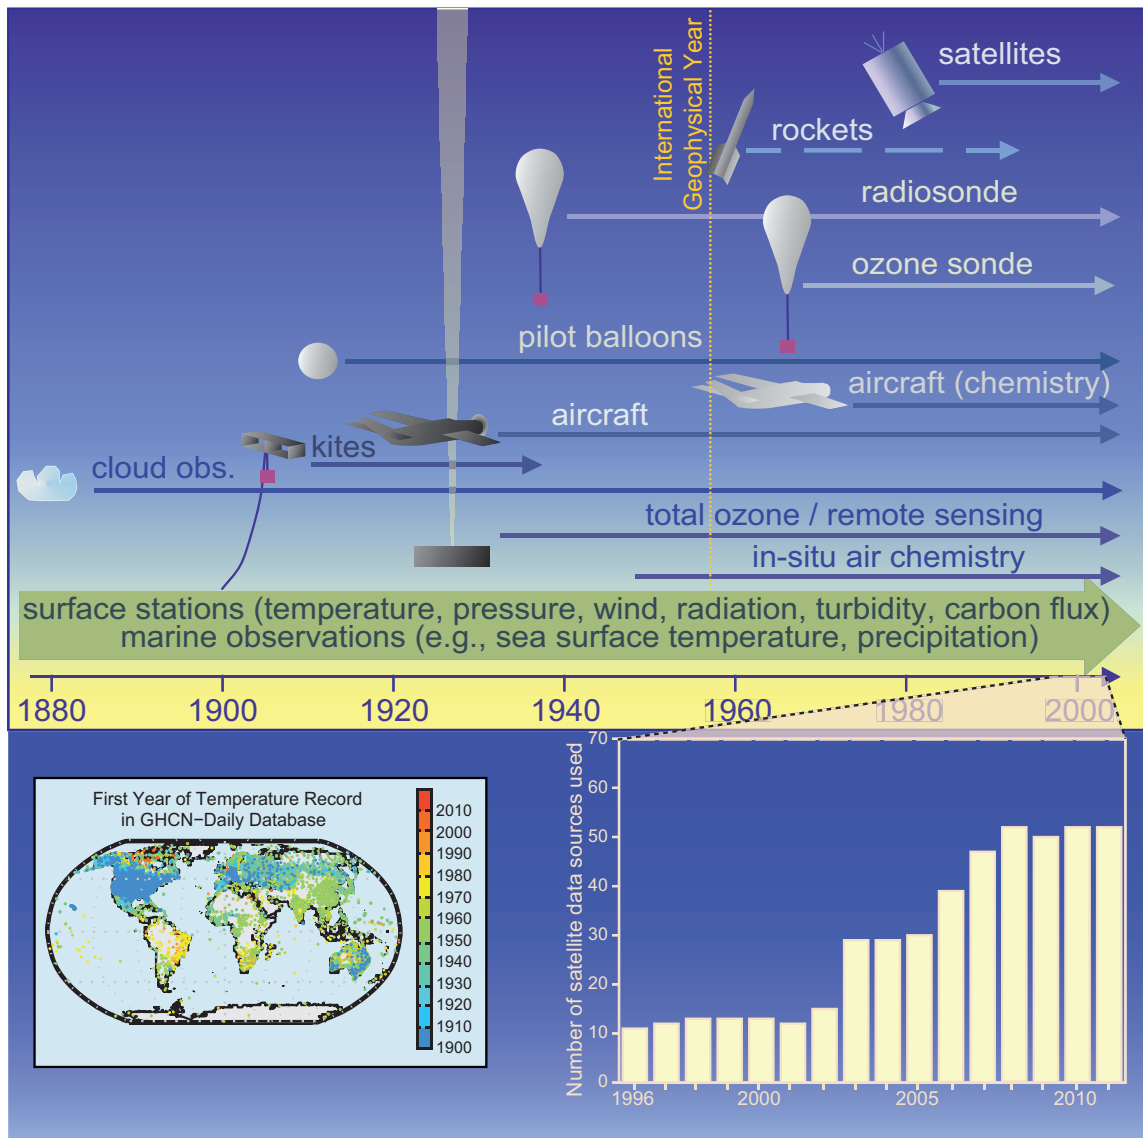 International
Geophysical Year
satellites
rockets
radiosonde
ozone sonde
pilot balloons
aircraft (chemistry)
aircraft
kites
cloud obs.
total ozone / remote sensing
in-situ air chemistry
surface stations (temperature, pressure, wind, radiation, turbidity, carbon flux)
marine observations (e.g., sea surface temperature, precipitation)
1880 1900 1920 1940 1960 1980 2000
First Year of Temperature Record
in GHCN−Daily Database
2010
2000
1990
1980
1970
1960
1950
1940
1930
1920
1910
1900
Number of satellite data sources used
70
60
50
40
30
20
10
0
1996 2000 2005 2010